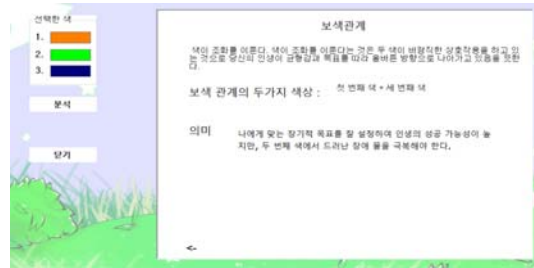 선택한 색
1.
2.
3.
분석
닫기
보색관계
색이 조화를 이룬다. 색이 조화를 이룬다는 것은 두 색이 바람직한 상호작용을 하고 있
는 것으로 당신의 인생이 균형감과 목표를 따라 올바른 방향으로 나아가고 있음을 뜻한
다.
보색 관계의 두가지 색상 : 첫 번째 색 + 세 번째 색
의미
나에게 맞는 장기적 목표를 잘 설정하여 인생의 성공 가능성이 높
지만, 두 번째 색에서 드러난 장애 물을 극복해야 한다.
<-